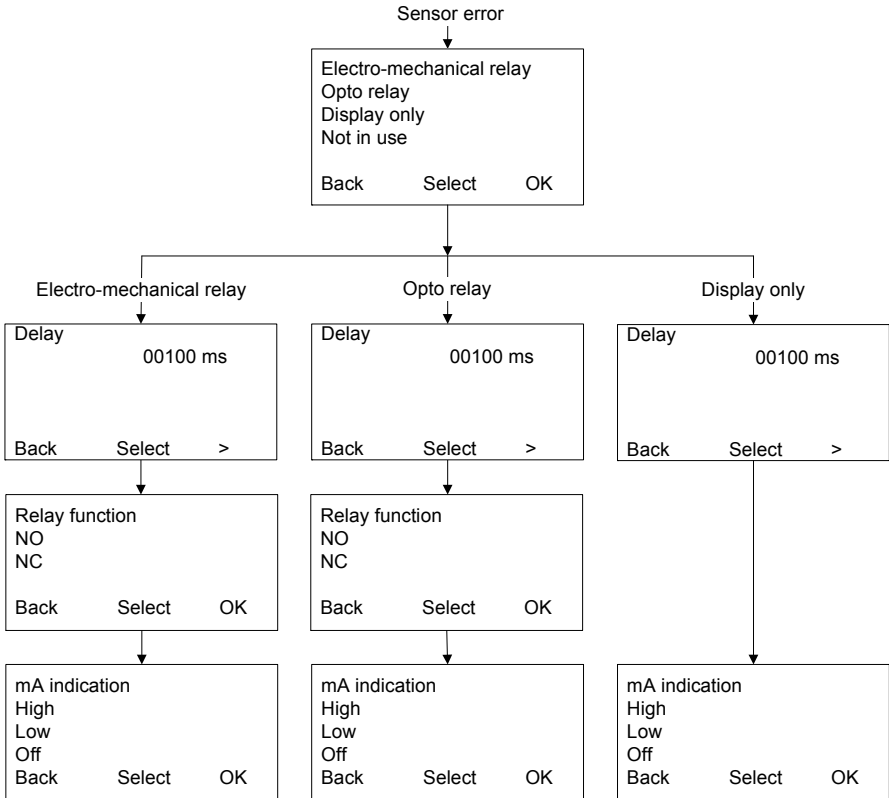 Sensor error
Electro-mechanical relay
Opto relay
Display only
Not in use
Back Select OK
Electro-mechanical relay
Delay
00100 ms
Back Select >
Relay function
NO
NC
Back Select OK
mA indication
High
Low
Off
Back Select OK
Opto relay
Delay
00100 ms
Back Select >
Relay function
NO
NC
Back Select OK
mA indication
High
Low
Off
Back Select OK
Display only
Delay
00100 ms
Back Select >
mA indication
High
Low
Off
Back Select OK